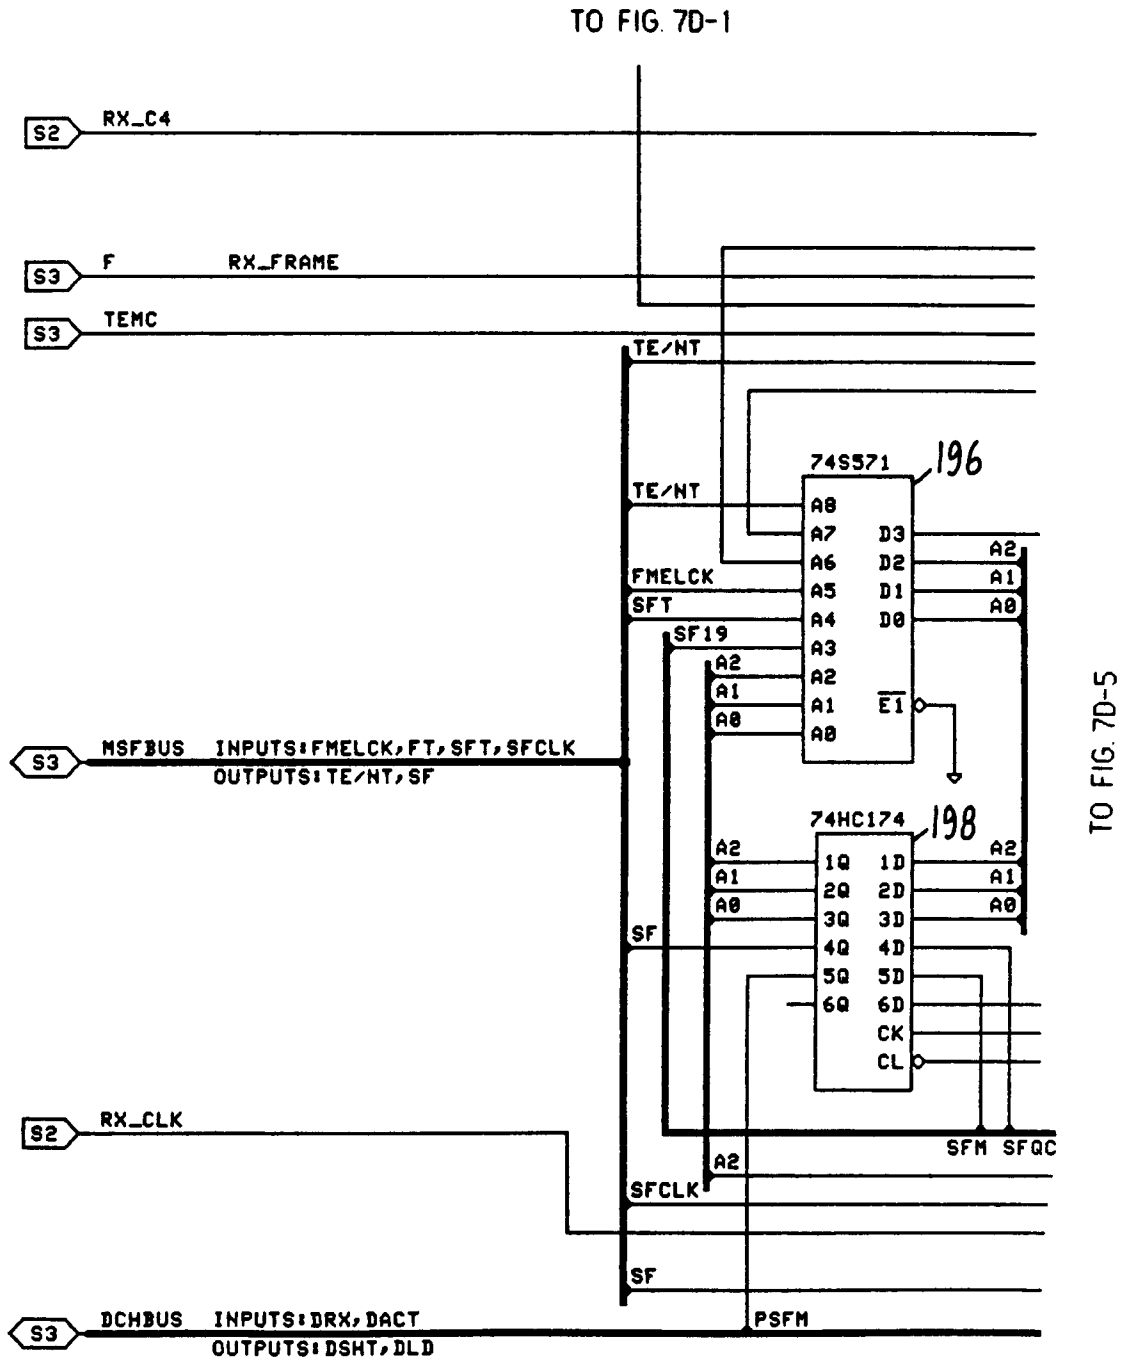 TO FIG. 7D-1
S2 RX_C4
S3 F RX_FRAME
S3 TEMC
TE/NT
74S571 196
TE/NT A8
A7 D3
A6 D2 A2
FMELCK A5 D1 A1
SFT A4 D0 A0
SF19 A3
A2 A2
A1 A1 E1
A0 A0
S3 MSFBUS INPUTS:FMELCK,FT,SFT,SFCLK
OUTPUTS:TE/NT,SF
TO FIG. 7D-5
74HC174 198
A2 1Q 1D A2
A1 2Q 2D A1
A0 3Q 3D A0
SF 4Q 4D
5Q 5D
6Q 6D
CK
CL
S2 RX_CLK
SFM SFQC
A2
SFCLK
SF
S3 DCHBUS INPUTS:DRX,DACT PSFM
OUTPUTS:DSHT,DLD